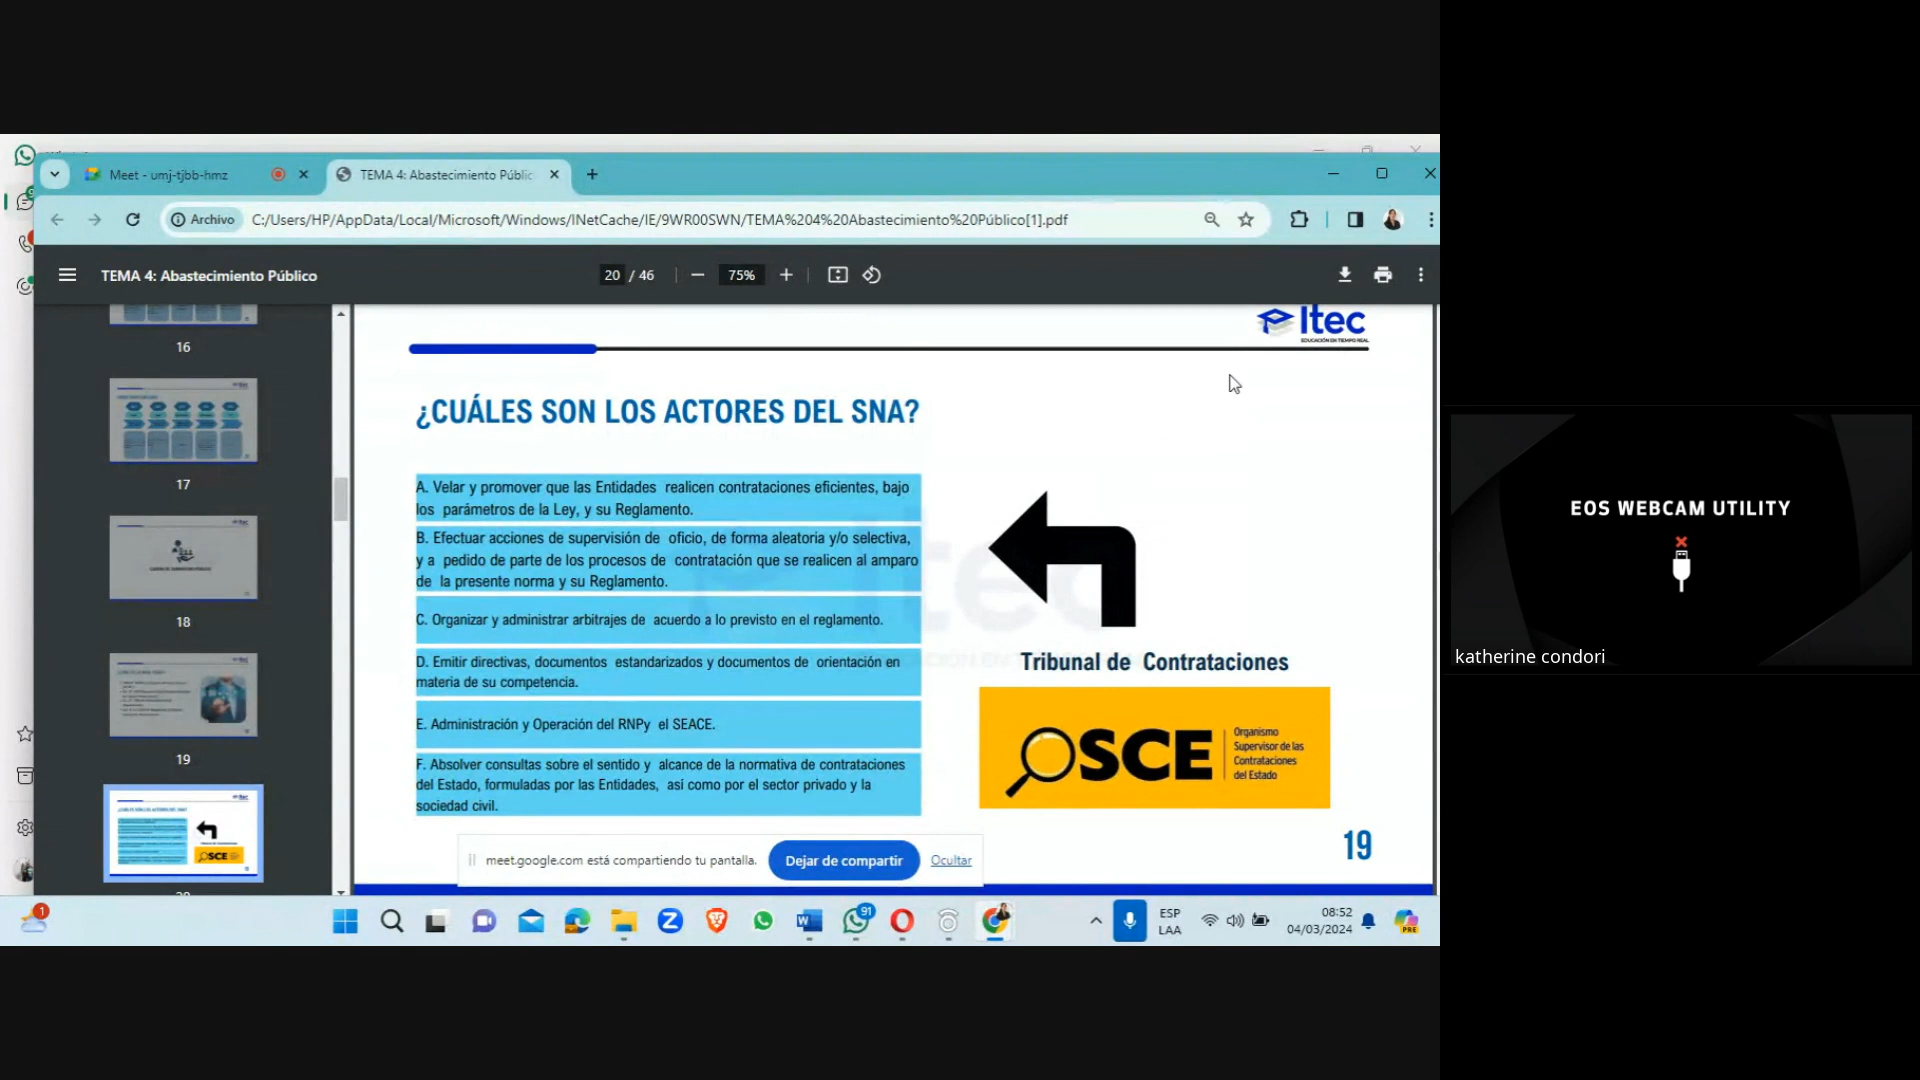 Meet - umj-tjbb-hmz
TEMA 4: Abastecimiento Públic
Archivo
C:/Users/HP/AppData/Local/Microsoft/Windows/INetCache/IE/9WR00SWN/TEMA%204%20Abastecimiento%20Público[1].pdf
TEMA 4: Abastecimiento Público
20 / 46
75%
16
17
18
19
Itec
EDUCACIÓN EN TIEMPO REAL
¿CUÁLES SON LOS ACTORES DEL SNA?
A. Velar y promover que las Entidades realicen contrataciones eficientes, bajo
los parámetros de la Ley, y su Reglamento.
B. Efectuar acciones de supervisión de oficio, de forma aleatoria y/o selectiva,
y a pedido de parte de los procesos de contratación que se realicen al amparo
de la presente norma y su Reglamento.
C. Organizar y administrar arbitrajes de acuerdo a lo previsto en el reglamento.
D. Emitir directivas, documentos estandarizados y documentos de orientación en
materia de su competencia.
E. Administración y Operación del RNPy el SEACE.
F. Absolver consultas sobre el sentido y alcance de la normativa de contrataciones
del Estado, formuladas por las Entidades, así como por el sector privado y la
sociedad civil.
Tribunal de Contrataciones
OSCE
Organismo
Supervisor de las
Contrataciones
del Estado
19
meet.google.com está compartiendo tu pantalla.
Dejar de compartir
Ocultar
1
91
ESP
LAA
08:52
04/03/2024
PRE
EOS WEBCAM UTILITY
katherine condori